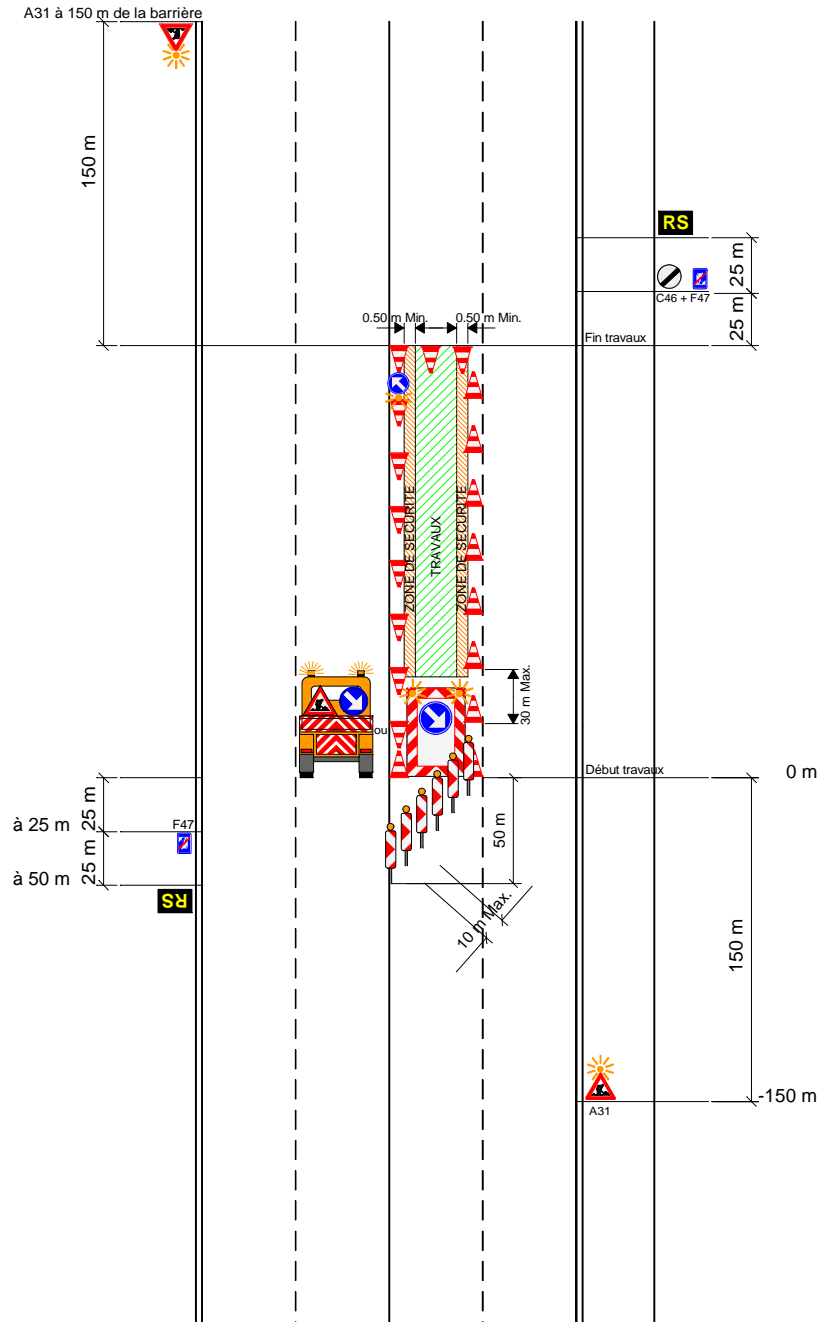 A31 à 150 m de la barrière
150 m
RS
25 m
C46 + F47
25 m
0.50 m Min.
0.50 m Min.
Fin travaux
ZONE DE SECURITE
TRAVAUX
ZONE DE SECURITE
30 m Max.
ou
Début travaux
0 m
25 m
à 25 m
F47
50 m
25 m
à 50 m
RS
10 m Max.
150 m
-150 m
A31